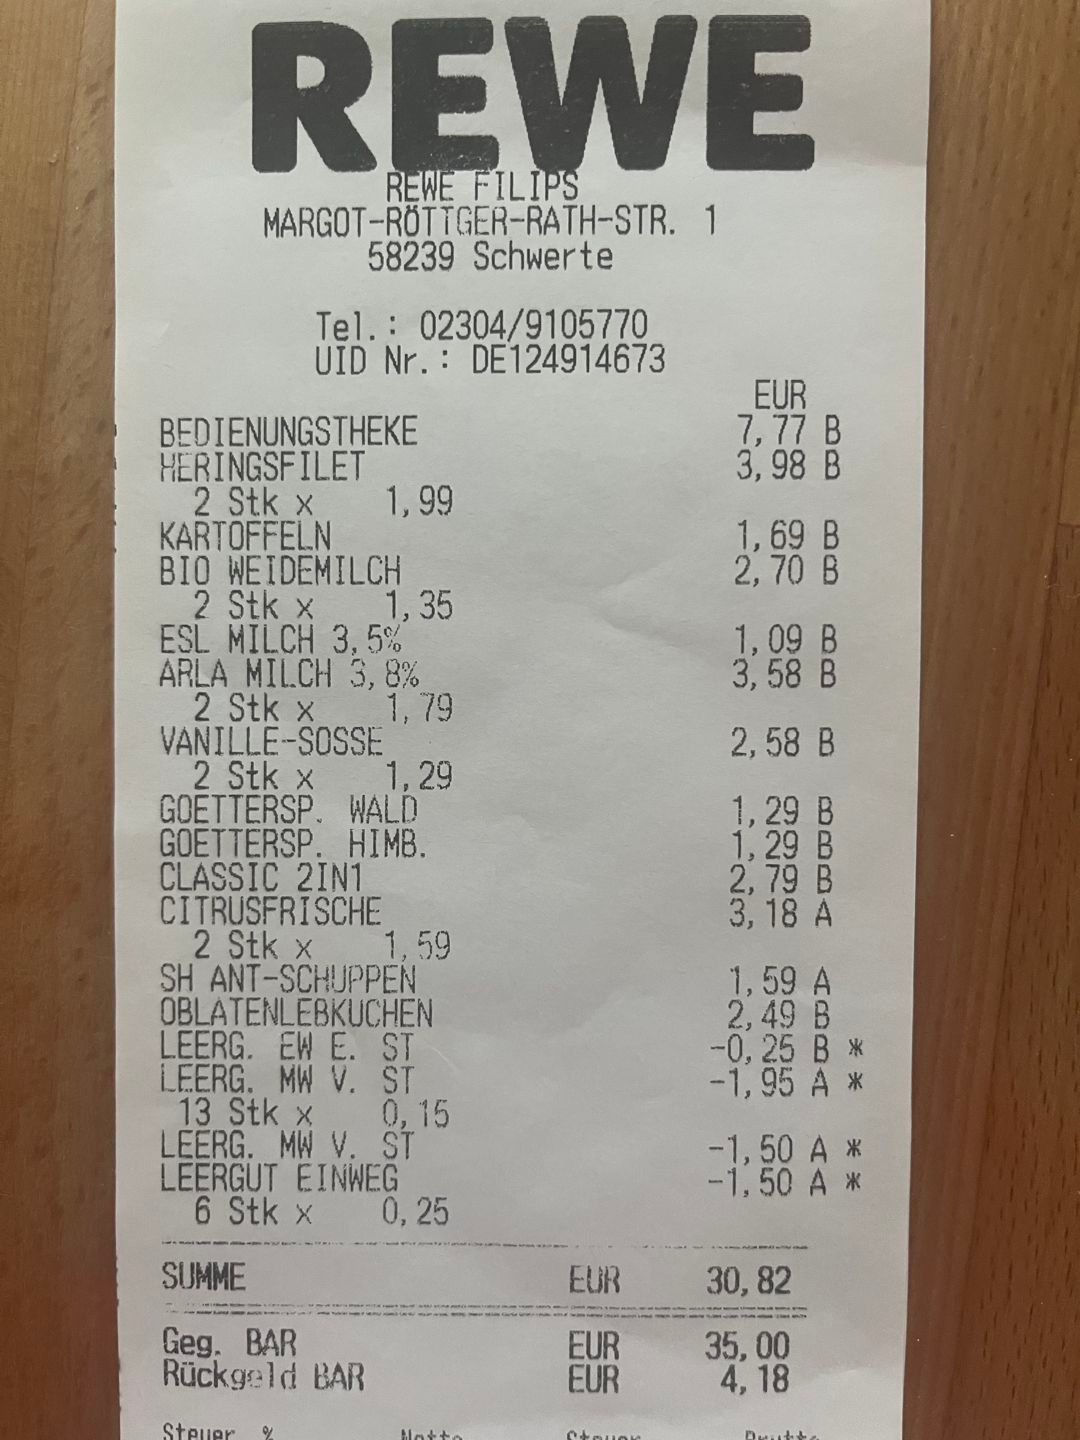 REWE
REWE FILIPS
MARGOT-RÖTTGER-RATH-STR. 1
58239 Schwerte
Tel.: 02304/9105770
UID Nr.: DE124914673
EUR
BEDIENUNGSTHEKE 7,77 B
HERINGSFILET 3,98 B
2 Stk x 1,99
KARTOFFELN 1,69 B
BIO WEIDEMILCH 2,70 B
2 Stk x 1,35
ESL MILCH 3,5% 1,09 B
ARLA MILCH 3,8% 3,58 B
2 Stk x 1,79
VANILLE-SOSSE 2,58 B
2 Stk x 1,29
GOETTERSP. WALD 1,29 B
GOETTERSP. HIMB. 1,29 B
CLASSIC 2IN1 2,79 B
CITRUSFRISCHE 3,18 A
2 Stk x 1,59
SH ANT-SCHUPPEN 1,59 A
OBLATENLEBKUCHEN 2,49 B
LEERG. EW E. ST -0,25 B *
LEERG. MW V. ST -1,95 A *
13 Stk x 0,15
LEERG. MW V. ST -1,50 A *
LEERGUT EINWEG -1,50 A *
6 Stk x 0,25
SUMME EUR 30,82
Geg. BAR EUR 35,00
Rückgeld BAR EUR 4,18
Steuer % Netto Steuer Brutto